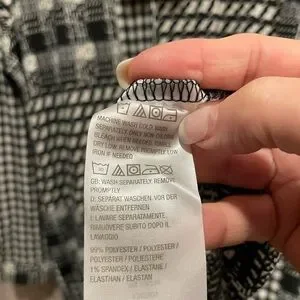 MACHINE WASH COLD, WASH
SEPARATELY ONLY NON-CHLORINE
BLEACH WHEN NEEDED, TUMBLE
DRY LOW, REMOVE PROMPTLY LOW
IRON IF NEEDED
GB: WASH SEPARATELY. REMOVE
PROMPTLY
D: SEPARAT WASCHEN. VOR DER
WÄSCHE ENTFERNEN
I: LAVARE SEPARATAMENTE.
RIMUOVERE SUBITO DOPO IL
LAVAGGIO
99% POLYESTER / POLYESTER /
POLYESTER / POLIESTERE
1% SPANDEX / ELASTANE /
ELASTHAN / ELASTAN